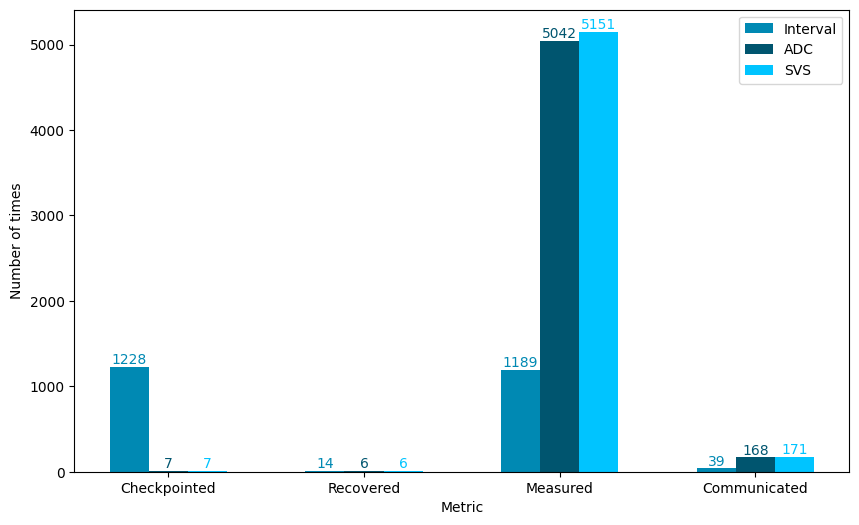 Interval
ADC
SVS
Number of times
5000
4000
3000
2000
1000
0
1228
7
7
14
6
6
1189
5042
5151
39
168
171
Checkpointed
Recovered
Measured
Communicated
Metric